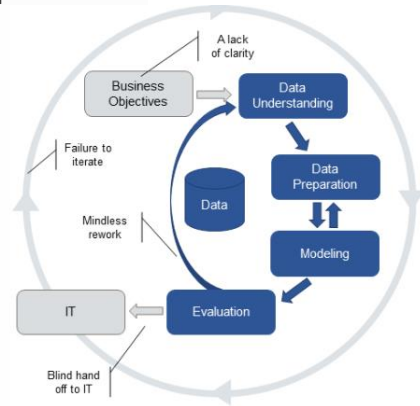 A lack
of clarity
Business
Objectives
Data
Understanding
Failure to
iterate
Data
Preparation
Data
Mindless
rework
Modeling
IT
Evaluation
Blind hand
off to IT